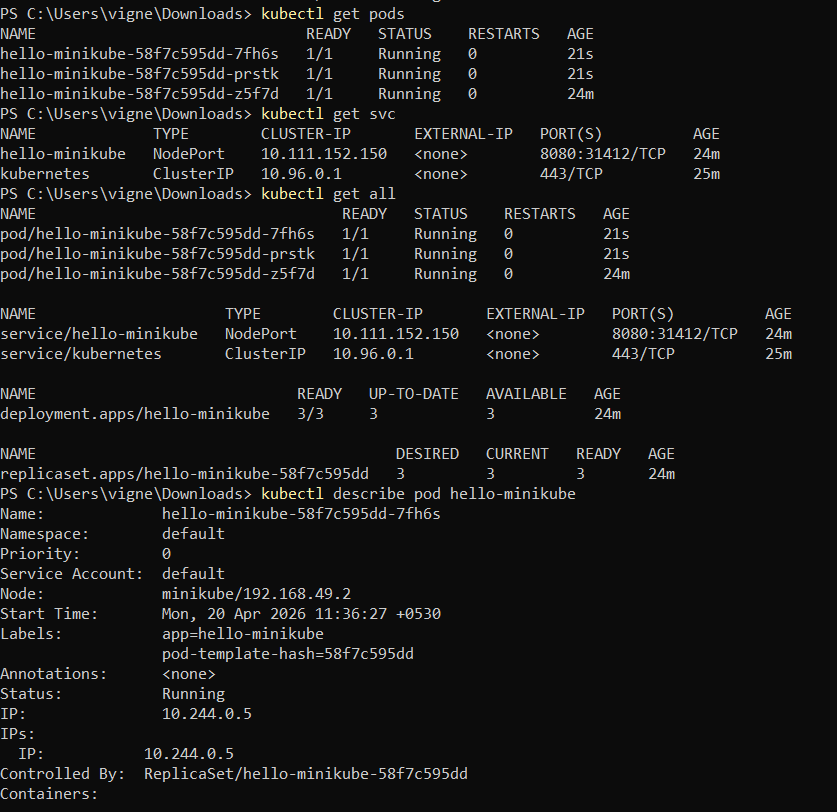 PS C:\Users\vigne\Downloads> kubectl get pods
NAME                              READY   STATUS    RESTARTS   AGE
hello-minikube-58f7c595dd-7fh6s   1/1     Running   0          21s
hello-minikube-58f7c595dd-prstk   1/1     Running   0          21s
hello-minikube-58f7c595dd-z5f7d   1/1     Running   0          24m
PS C:\Users\vigne\Downloads> kubectl get svc
NAME             TYPE        CLUSTER-IP       EXTERNAL-IP   PORT(S)          AGE
hello-minikube   NodePort    10.111.152.150   <none>        8080:31412/TCP   24m
kubernetes       ClusterIP   10.96.0.1        <none>        443/TCP          25m
PS C:\Users\vigne\Downloads> kubectl get all
NAME                                  READY   STATUS    RESTARTS   AGE
pod/hello-minikube-58f7c595dd-7fh6s   1/1     Running   0          21s
pod/hello-minikube-58f7c595dd-prstk   1/1     Running   0          21s
pod/hello-minikube-58f7c595dd-z5f7d   1/1     Running   0          24m

NAME                     TYPE        CLUSTER-IP       EXTERNAL-IP   PORT(S)          AGE
service/hello-minikube   NodePort    10.111.152.150   <none>        8080:31412/TCP   24m
service/kubernetes       ClusterIP   10.96.0.1        <none>        443/TCP          25m

NAME                             READY   UP-TO-DATE   AVAILABLE   AGE
deployment.apps/hello-minikube   3/3     3            3           24m

NAME                                        DESIRED   CURRENT   READY   AGE
replicaset.apps/hello-minikube-58f7c595dd   3         3         3       24m
PS C:\Users\vigne\Downloads> kubectl describe pod hello-minikube
Name:             hello-minikube-58f7c595dd-7fh6s
Namespace:        default
Priority:         0
Service Account:  default
Node:             minikube/192.168.49.2
Start Time:       Mon, 20 Apr 2026 11:36:27 +0530
Labels:           app=hello-minikube
                  pod-template-hash=58f7c595dd
Annotations:      <none>
Status:           Running
IP:               10.244.0.5
IPs:
  IP:           10.244.0.5
Controlled By:  ReplicaSet/hello-minikube-58f7c595dd
Containers: